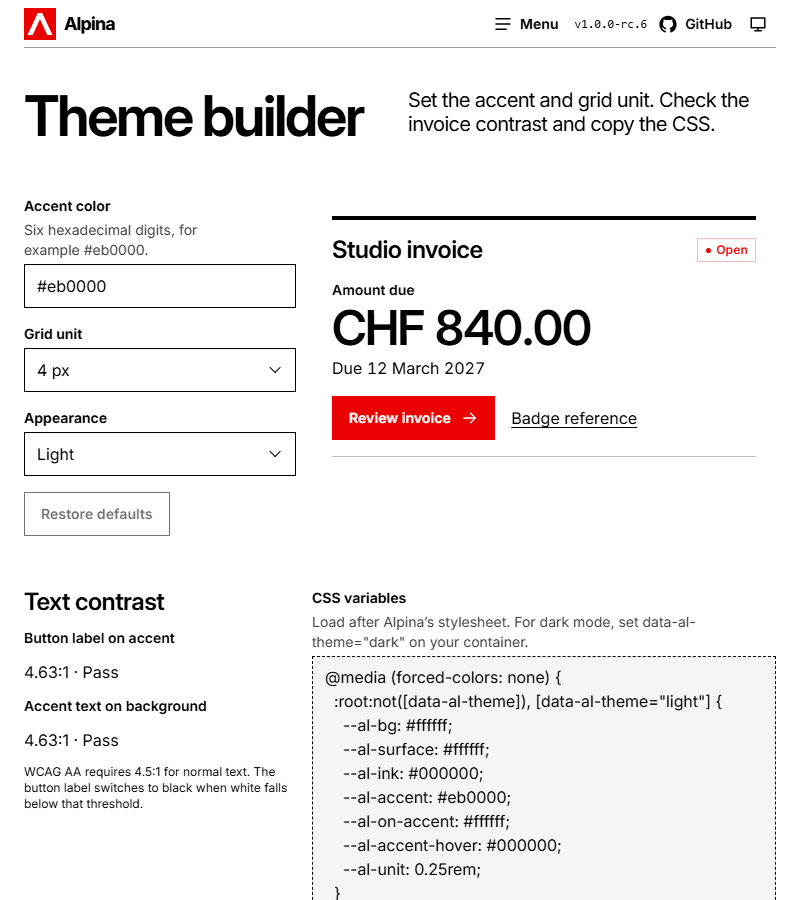 Alpina
Menu
v1.0.0-rc.6
GitHub
Theme builder
Set the accent and grid unit. Check the
invoice contrast and copy the CSS.
Accent color
Six hexadecimal digits, for
example #eb0000.
#eb0000
Grid unit
4 px
Appearance
Light
Restore defaults
Studio invoice
Open
Amount due
CHF 840.00
Due 12 March 2027
Review invoice
Badge reference
Text contrast
Button label on accent
4.63:1 · Pass
Accent text on background
4.63:1 · Pass
WCAG AA requires 4.5:1 for normal text. The
button label switches to black when white falls
below that threshold.
CSS variables
Load after Alpina’s stylesheet. For dark mode, set data-al-
theme="dark" on your container.
@media (forced-colors: none) {
:root:not([data-al-theme]), [data-al-theme="light"] {
--al-bg: #ffffff;
--al-surface: #ffffff;
--al-ink: #000000;
--al-accent: #eb0000;
--al-on-accent: #ffffff;
--al-accent-hover: #000000;
--al-unit: 0.25rem;
}